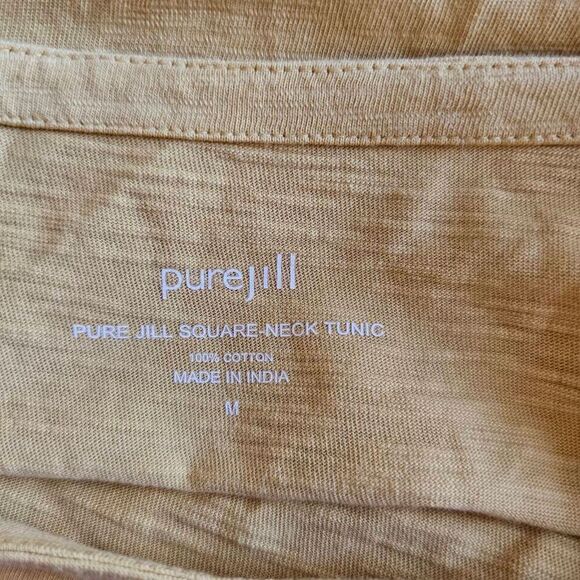 purejill
PURE JILL SQUARE-NECK TUNIC
100% COTTON
MADE IN INDIA
M